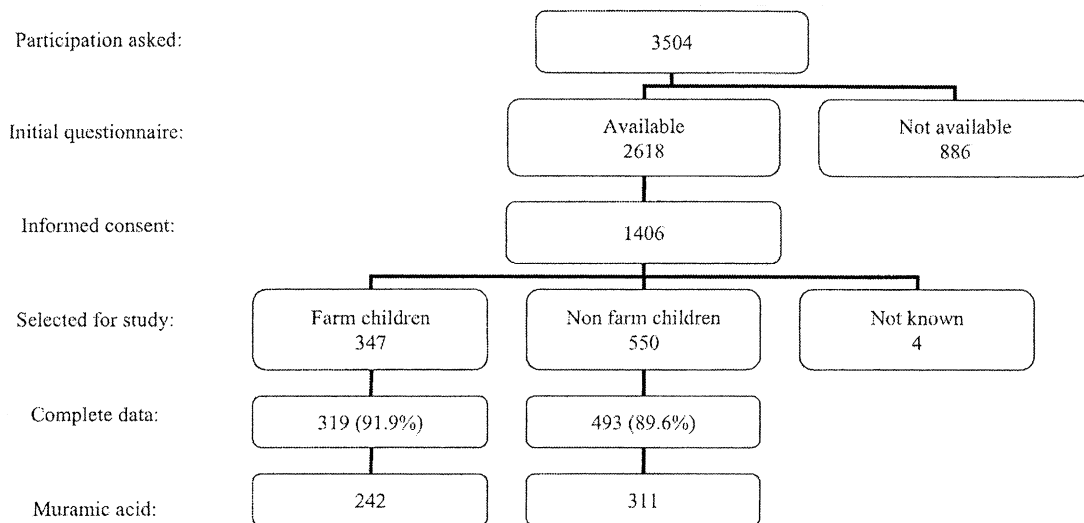 Participation asked:
3504
Initial questionnaire:
Available
2618
Not available
886
Informed consent:
1406
Selected for study:
Farm children
347
Non farm children
550
Not known
4
Complete data:
319 (91.9%)
493 (89.6%)
Muramic acid:
242
311